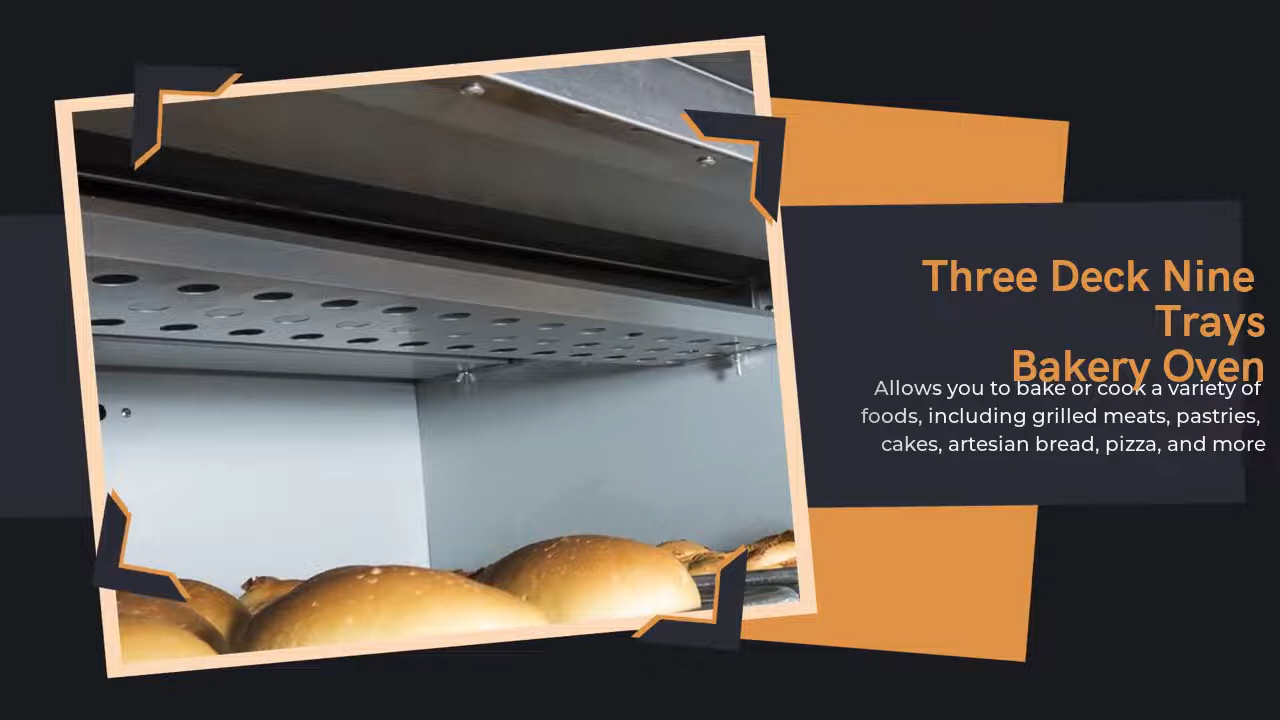 Three Deck Nine
Trays
Bakery Oven
Allows you to bake or cook a variety of
foods, including grilled meats, pastries,
cakes, artesian bread, pizza, and more